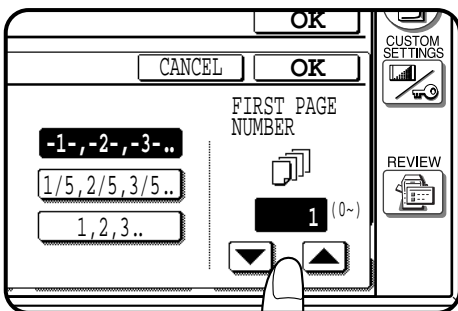 OK
CUSTOM
SETTINGS
CANCEL
OK
FIRST PAGE
NUMBER
-1-,-2-,-3-..
1/5,2/5,3/5..
1,2,3..
1
(0~)
REVIEW